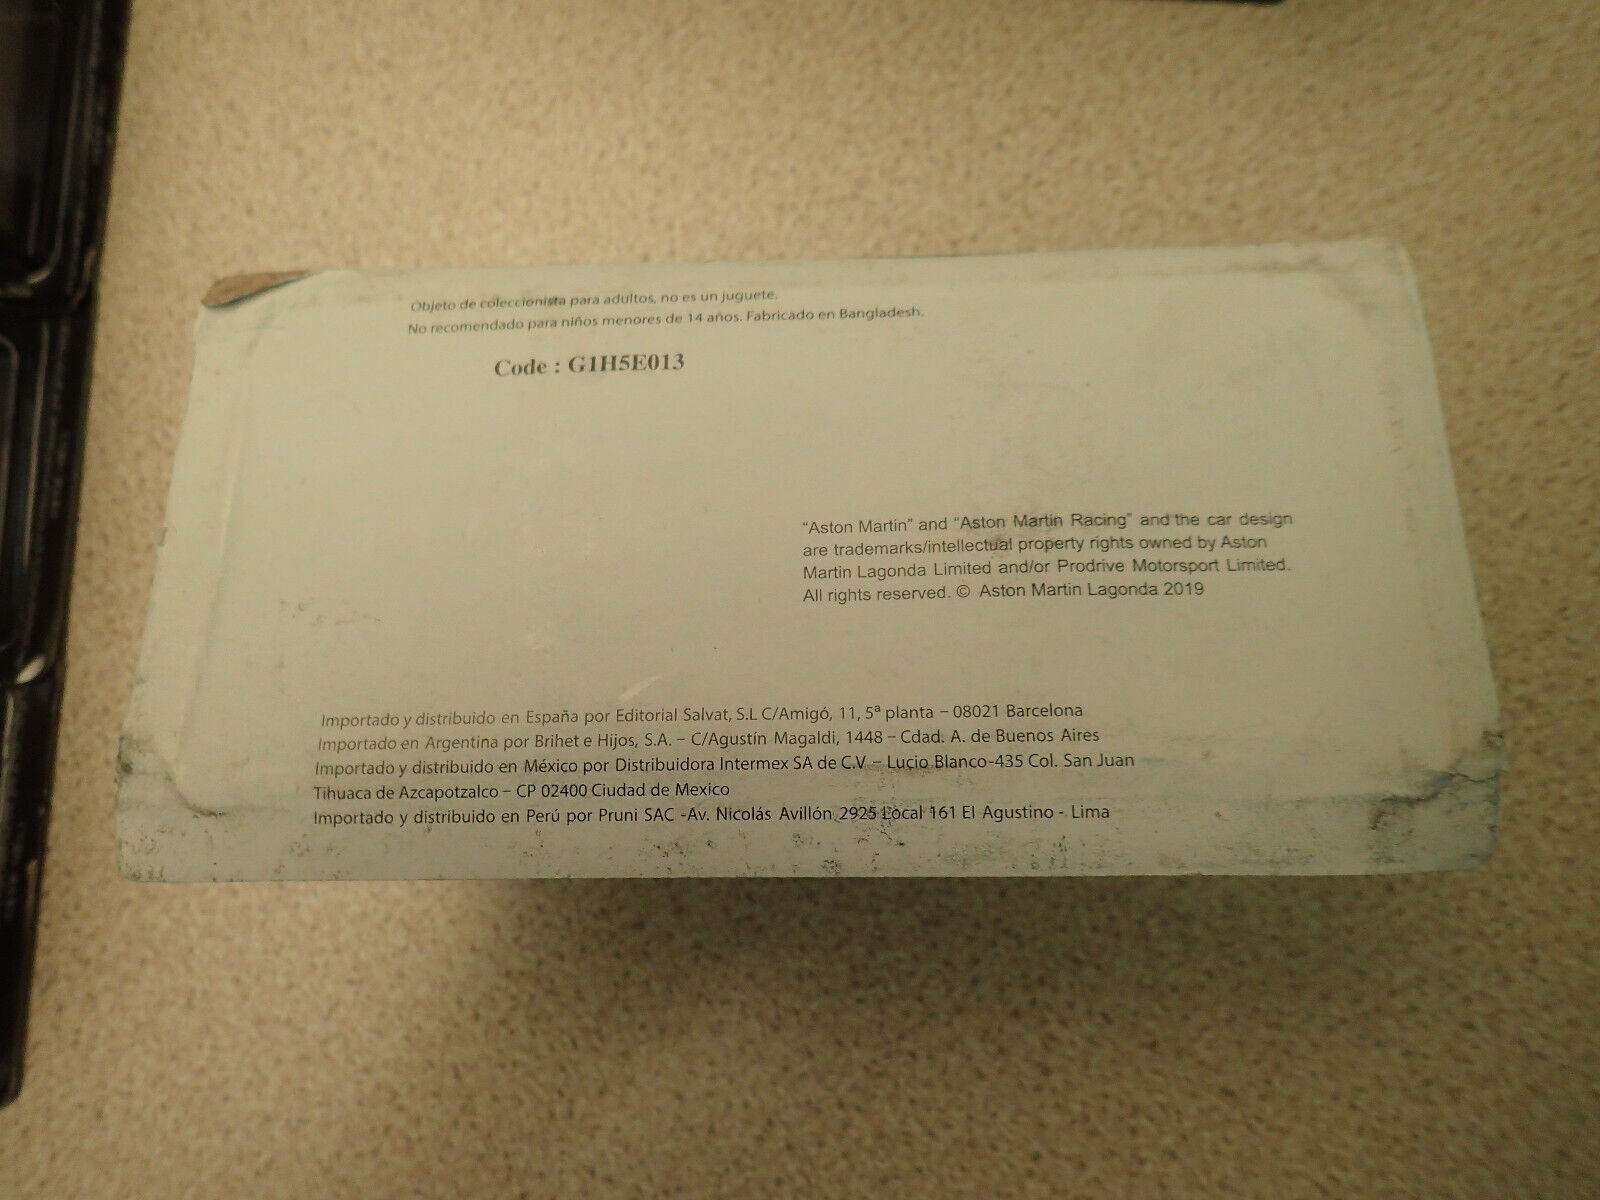 Objeto de coleccionista para adultos, no es un juguete.
No recomendado para niños menores de 14 años. Fabricado en Bangladesh.
Code : G1H5E013
“Aston Martin” and “Aston Martin Racing” and the car design
are trademarks/intellectual property rights owned by Aston
Martin Lagonda Limited and/or Prodrive Motorsport Limited.
All rights reserved. © Aston Martin Lagonda 2019
Importado y distribuido en España por Editorial Salvat, S.L C/Amigó, 11, 5ª planta – 08021 Barcelona
Importado en Argentina por Brihet e Hijos, S.A. – C/Agustín Magaldi, 1448 – Cdad. A. de Buenos Aires
Importado y distribuido en México por Distribuidora Intermex SA de C.V – Lucio Blanco-435 Col. San Juan
Tihuaca de Azcapotzalco – CP 02400 Ciudad de Mexico
Importado y distribuido en Perú por Pruni SAC -Av. Nicolás Avillón 2925 Local 161 El Agustino - Lima